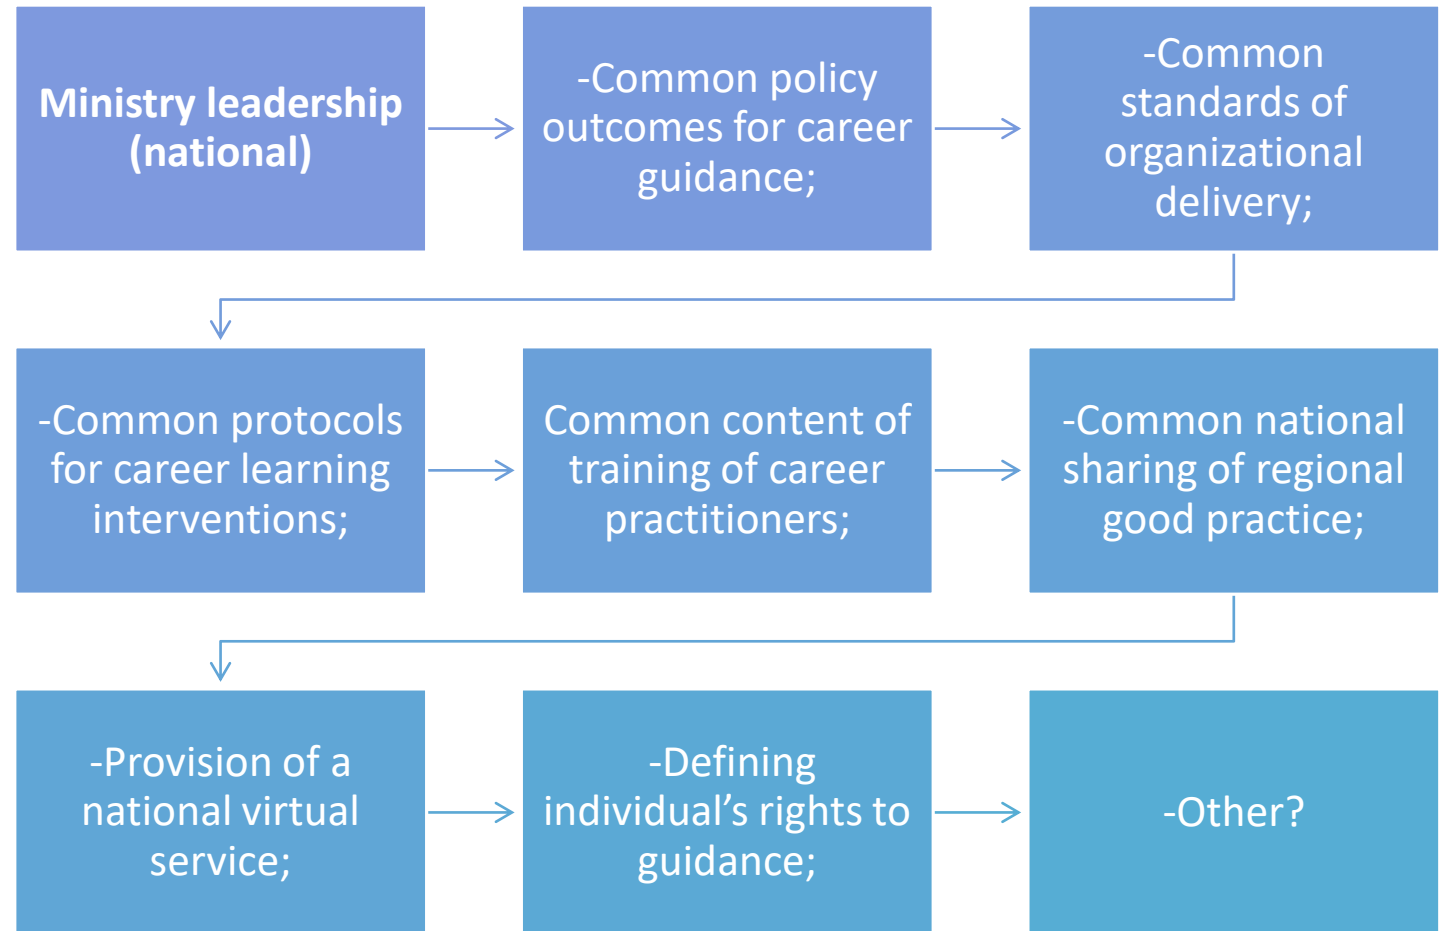 Ministry leadership
(national)
-Common policy
outcomes for career
guidance;
-Common
standards of
organizational
delivery;
-Common protocols
for career learning
interventions;
Common content of
training of career
practitioners;
-Common national
sharing of regional
good practice;
-Provision of a
national virtual
service;
-Defining
individual’s rights to
guidance;
-Other?